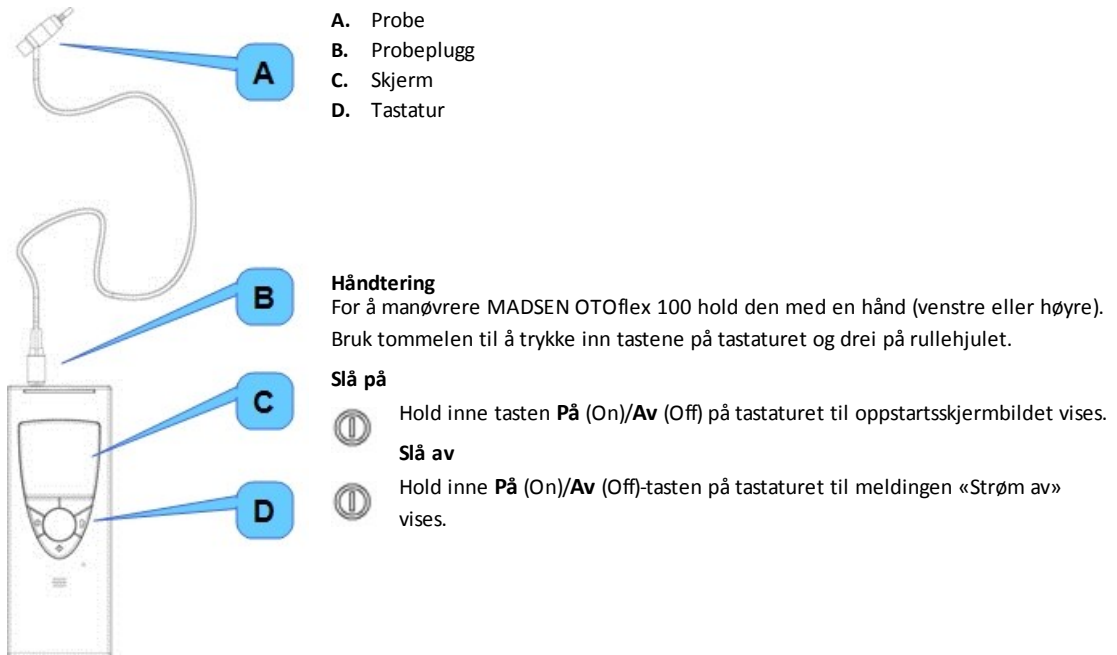 A
B
C
D
A. Probe
B. Probeplugg
C. Skjerm
D. Tastatur
Håndtering
For å manøvrere MADSEN OTOflex 100 hold den med en hånd (venstre eller høyre).
Bruk tommelen til å trykke inn tastene på tastaturet og drei på rullehjulet.
Slå på
Hold inne tasten På (On)/Av (Off) på tastaturet til oppstartsskjermbildet vises.
Slå av
Hold inne På (On)/Av (Off)-tasten på tastaturet til meldingen «Strøm av»
vises.